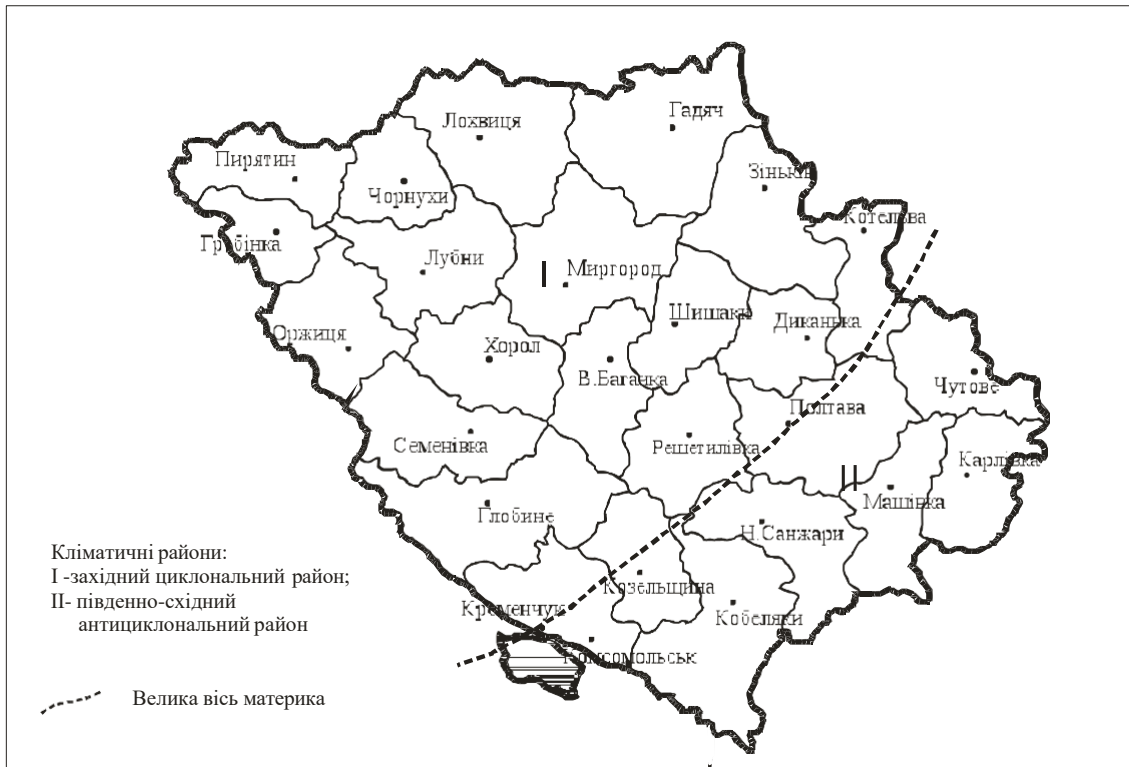 Лохвиця
Гадяч
Пирятин
Зіньків
Чорнухи
Котельва
Гребінка
Лубни
I
Миргород
Шишаки
Диканька
Оржиця
Хорол
В.Багачка
Чутове
Полтава
Семенівка
Решетилівка
Карлівка
II
Машівка
Глобине
Н.Санжари
Козельщина
Кременчук
Кобеляки
Комсомольськ
Кліматичні райони:
I -західний циклональний район;
II- південно-східний
антициклональний район
Велика вісь материка